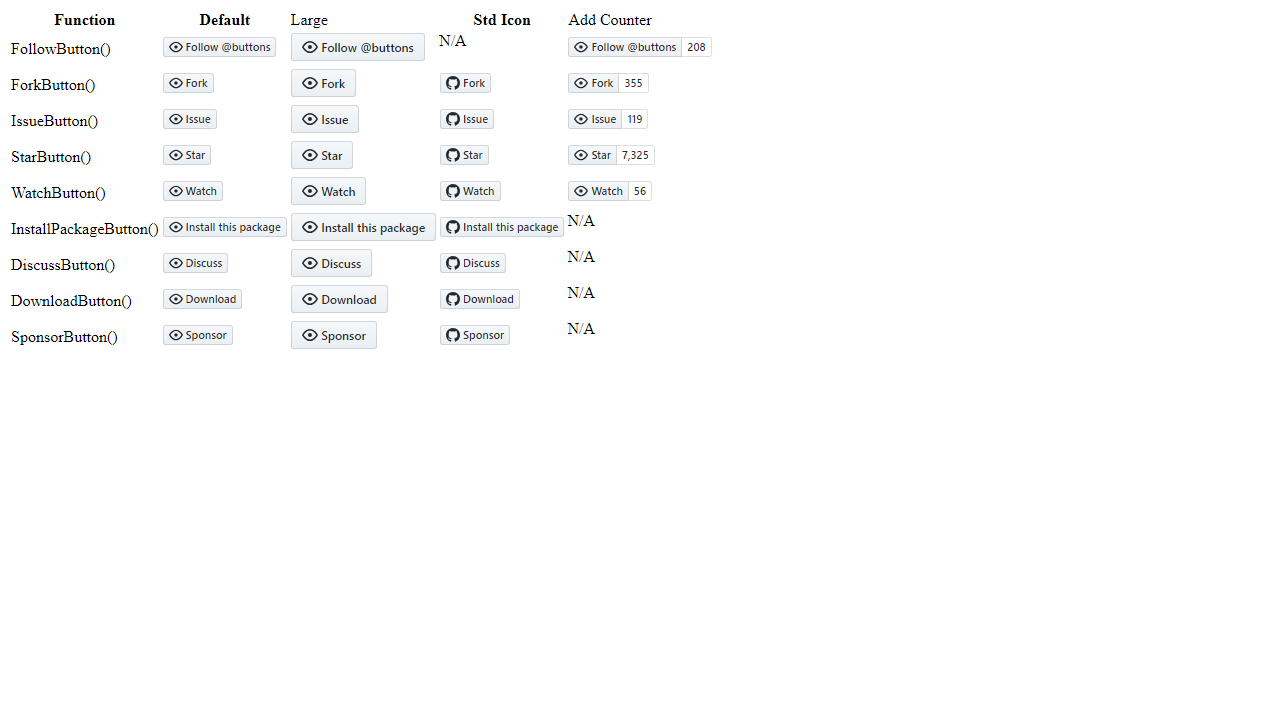 Function Default Large Std Icon Add Counter
FollowButton() Follow @buttons Follow @buttons N/A Follow @buttons 208
ForkButton() Fork Fork Fork Fork 355
IssueButton() Issue Issue Issue Issue 119
StarButton() Star Star Star Star 7,325
WatchButton() Watch Watch Watch Watch 56
InstallPackageButton() Install this package Install this package Install this package N/A
DiscussButton() Discuss Discuss Discuss N/A
DownloadButton() Download Download Download N/A
SponsorButton() Sponsor Sponsor Sponsor N/A